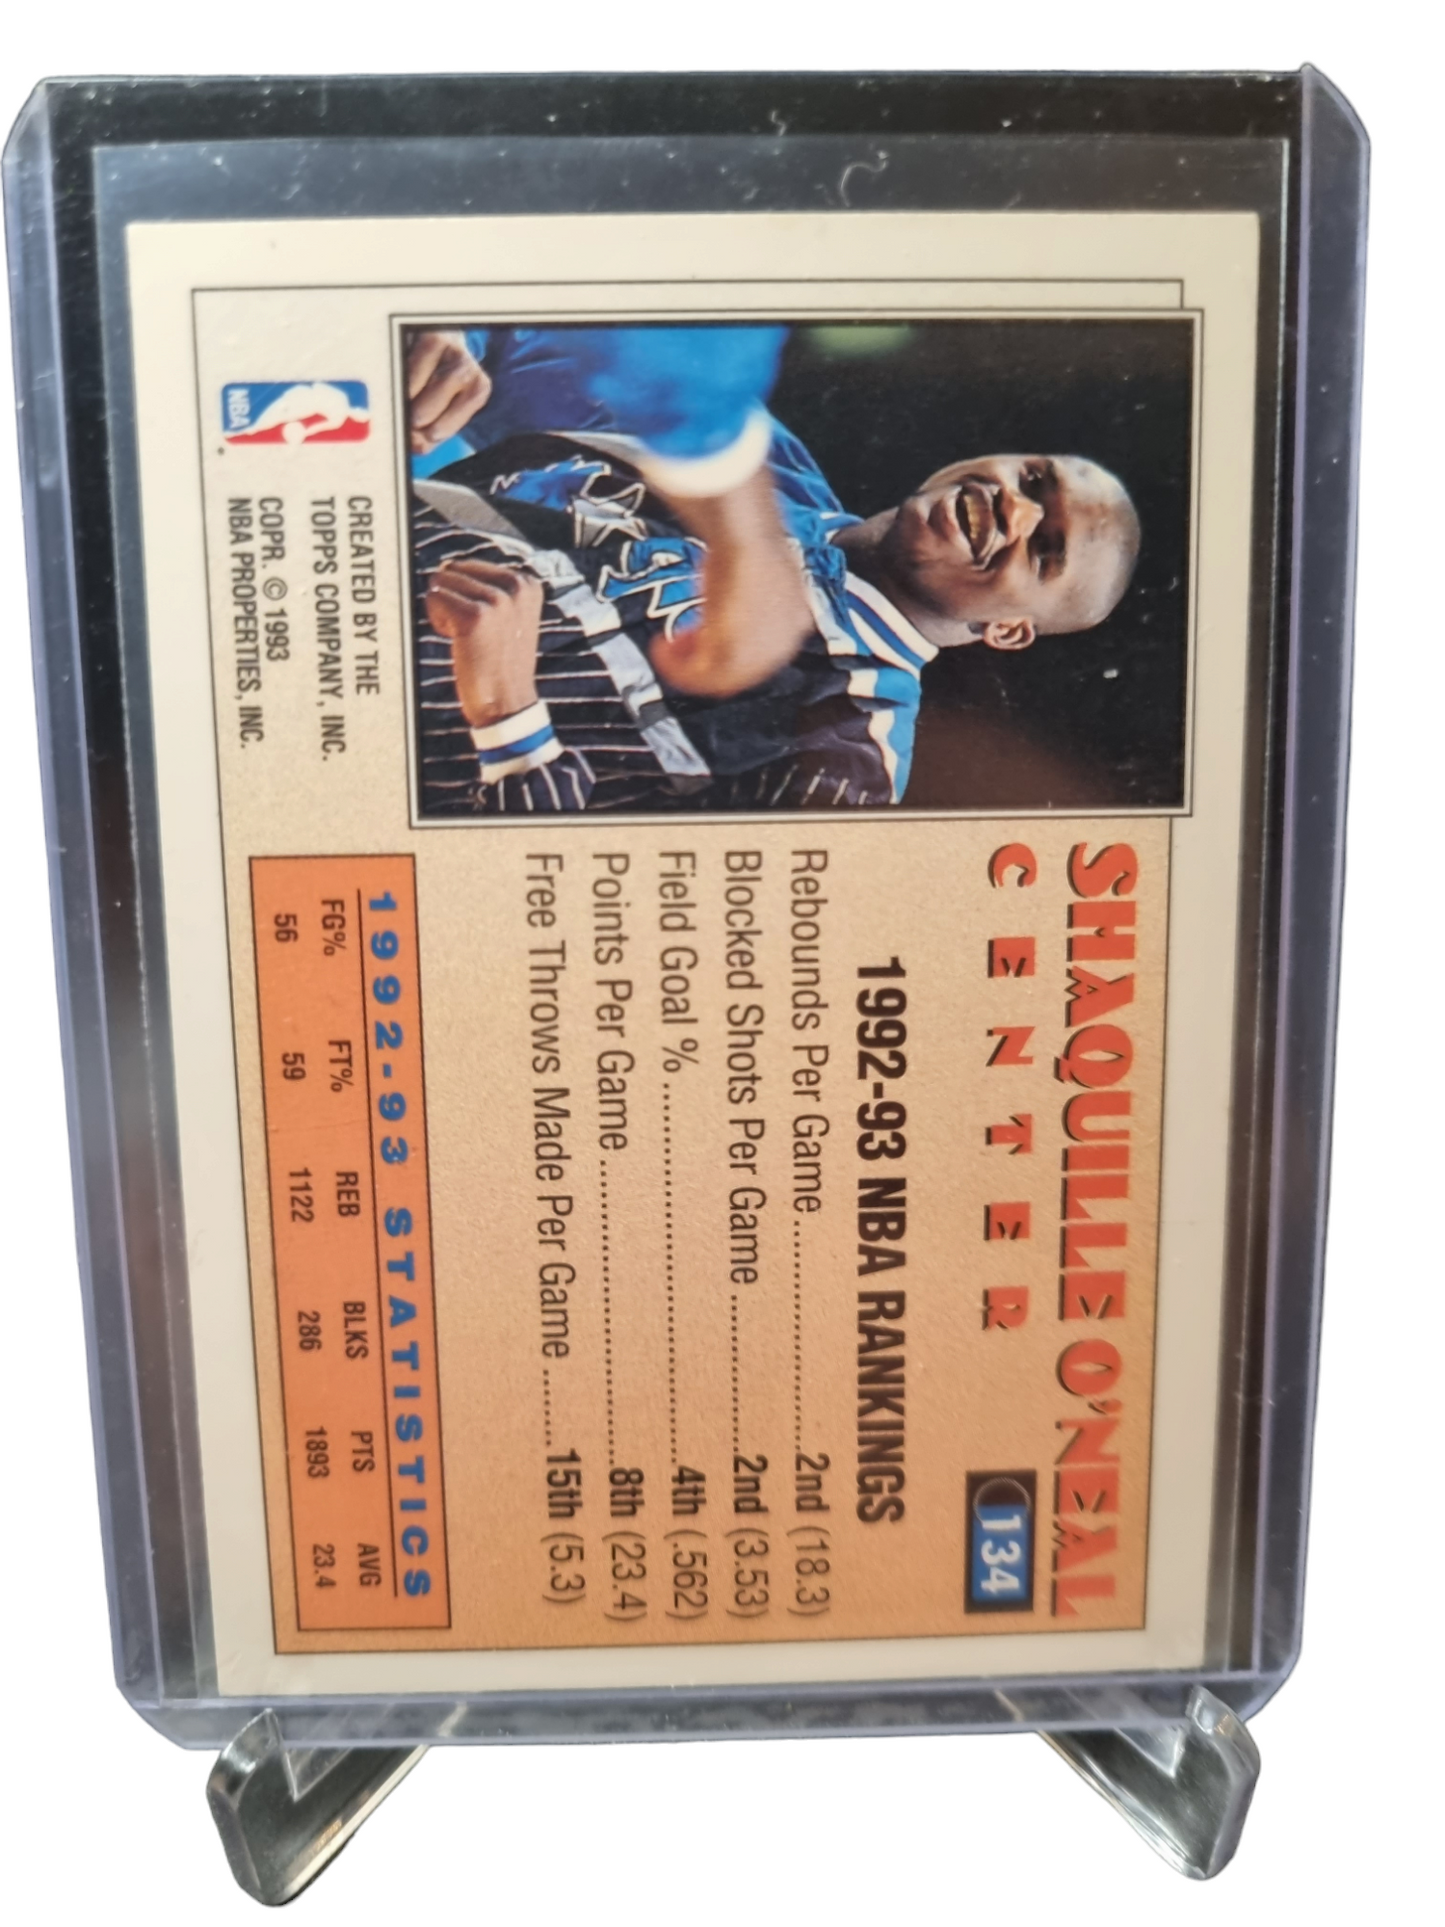 SHAQUILLE O'NEAL
CENTER
134
1992-93 NBA RANKINGS
Rebounds Per Game....................2nd (18.3)
Blocked Shots Per Game.............2nd (3.53)
Field Goal %................................4th (.562)
Points Per Game.........................8th (23.4)
Free Throws Made Per Game......15th (5.3)
1992-93 STATISTICS
FG% FT% REB BLKS PTS AVG
56 59 1122 286 1893 23.4
CREATED BY THE
TOPPS COMPANY, INC.
COPR. © 1993
NBA PROPERTIES, INC.
NBA